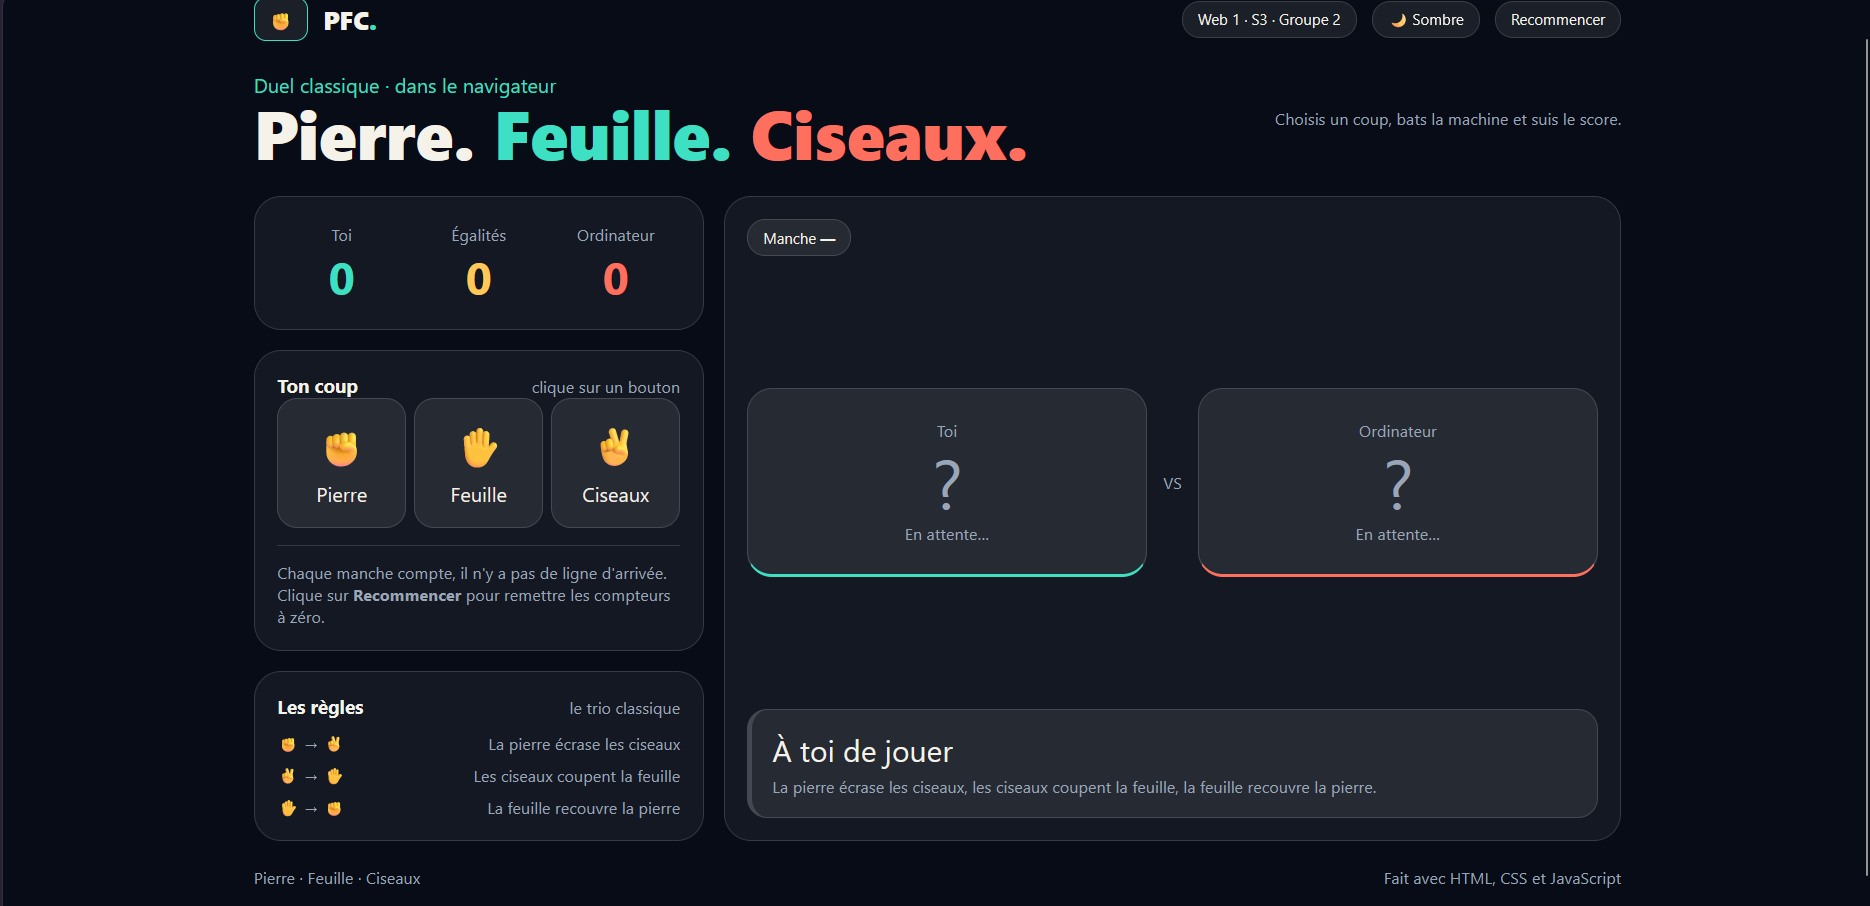 PFC.
Web 1 · S3 · Groupe 2
🌙 Sombre
Recommencer
Duel classique · dans le navigateur
Pierre. Feuille. Ciseaux.
Choisis un coup, bats la machine et suis le score.
Toi
Égalités
Ordinateur
0
0
0
Ton coup
clique sur un bouton
Pierre
Feuille
Ciseaux
Chaque manche compte, il n'y a pas de ligne d'arrivée.
Clique sur Recommencer pour remettre les compteurs
à zéro.
Les règles
le trio classique
✊ → ✌ La pierre écrase les ciseaux
✌ → ✋ Les ciseaux coupent la feuille
✋ → ✊ La feuille recouvre la pierre
Manche —
Toi
?
En attente...
VS
Ordinateur
?
En attente...
À toi de jouer
La pierre écrase les ciseaux, les ciseaux coupent la feuille, la feuille recouvre la pierre.
Pierre · Feuille · Ciseaux
Fait avec HTML, CSS et JavaScript